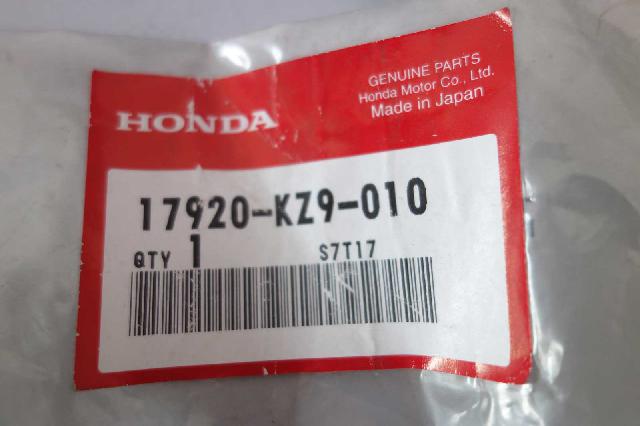 GENUINE PARTS
Honda Motor Co., Ltd.
Made in Japan
HONDA
17920-KZ9-010
QTY 1 S7T17